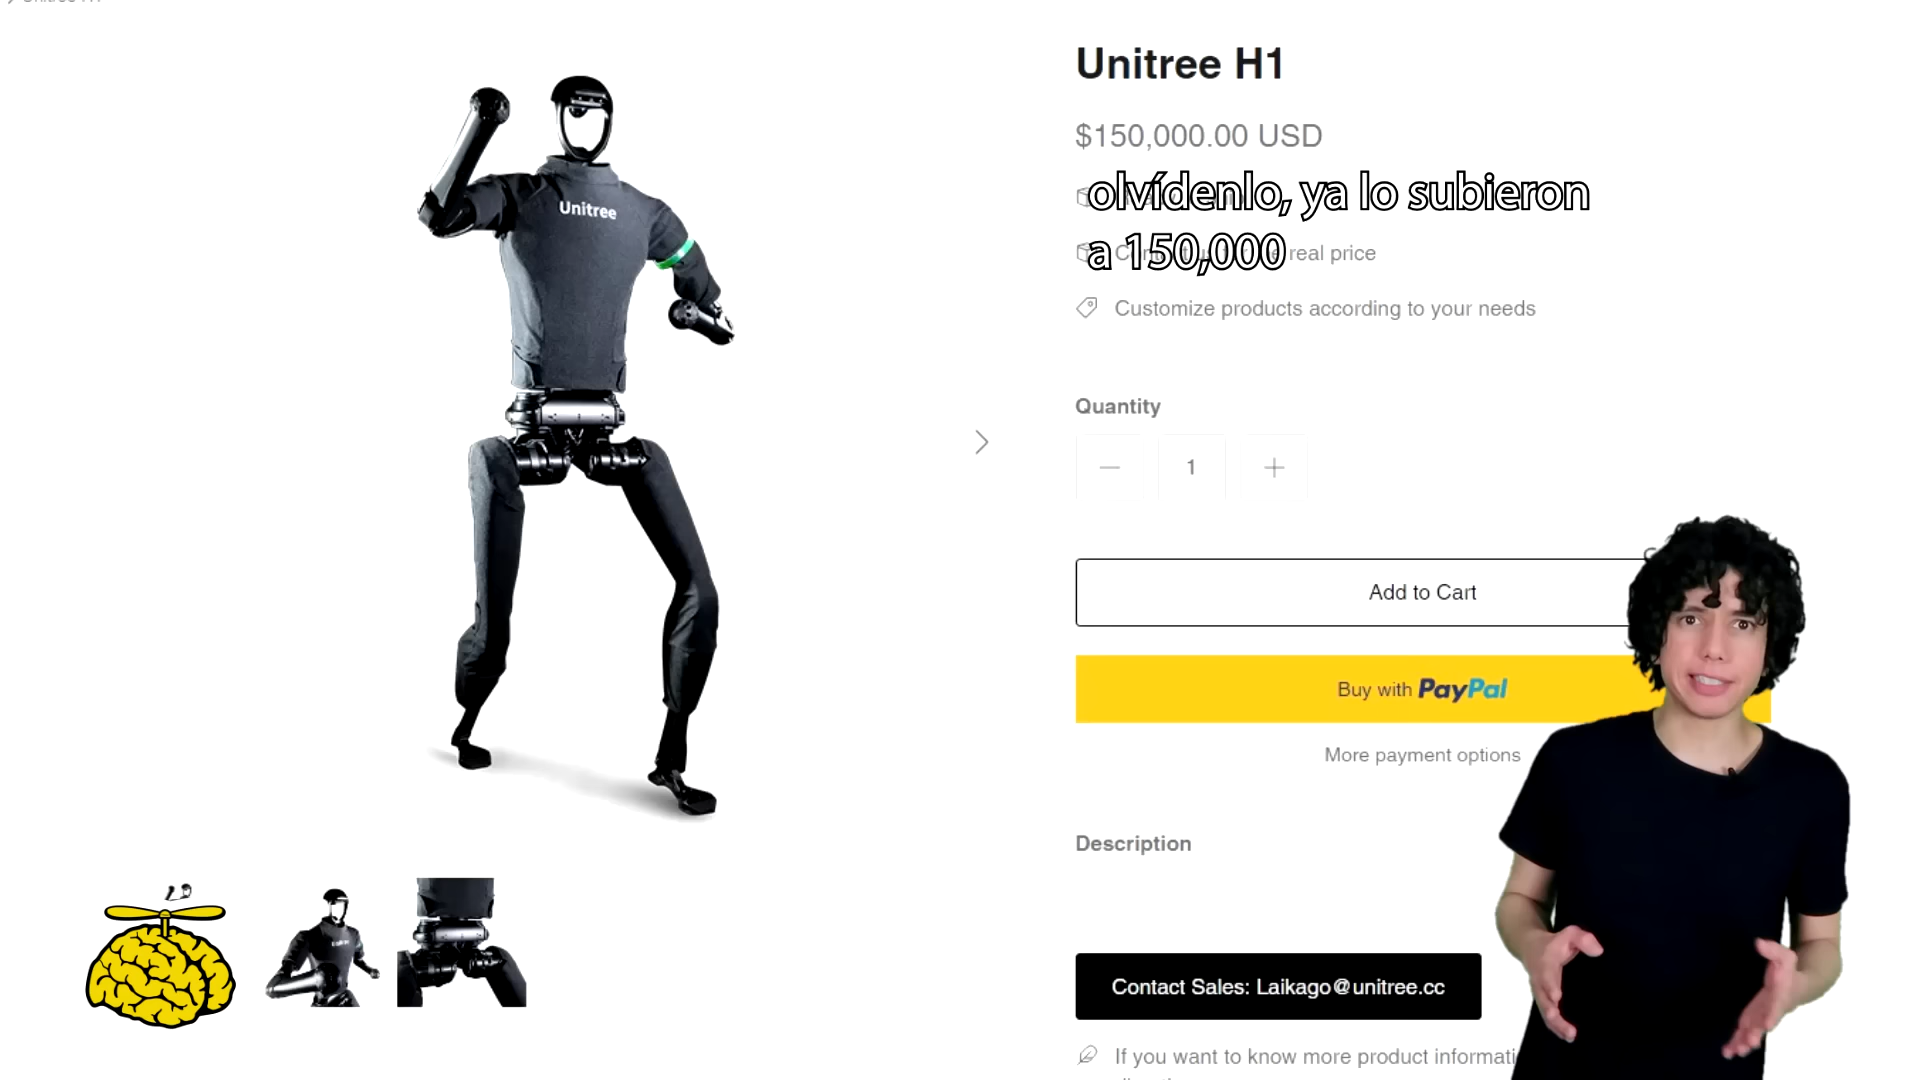 Unitree H1
$150,000.00 USD
olvídenlo, ya lo subieron
a 150,000
real price
Customize products according to your needs
Quantity
1
Add to Cart
Buy with PayPal
More payment options
Description
Contact Sales: Laikago@unitree.cc
If you want to know more product
Unitree